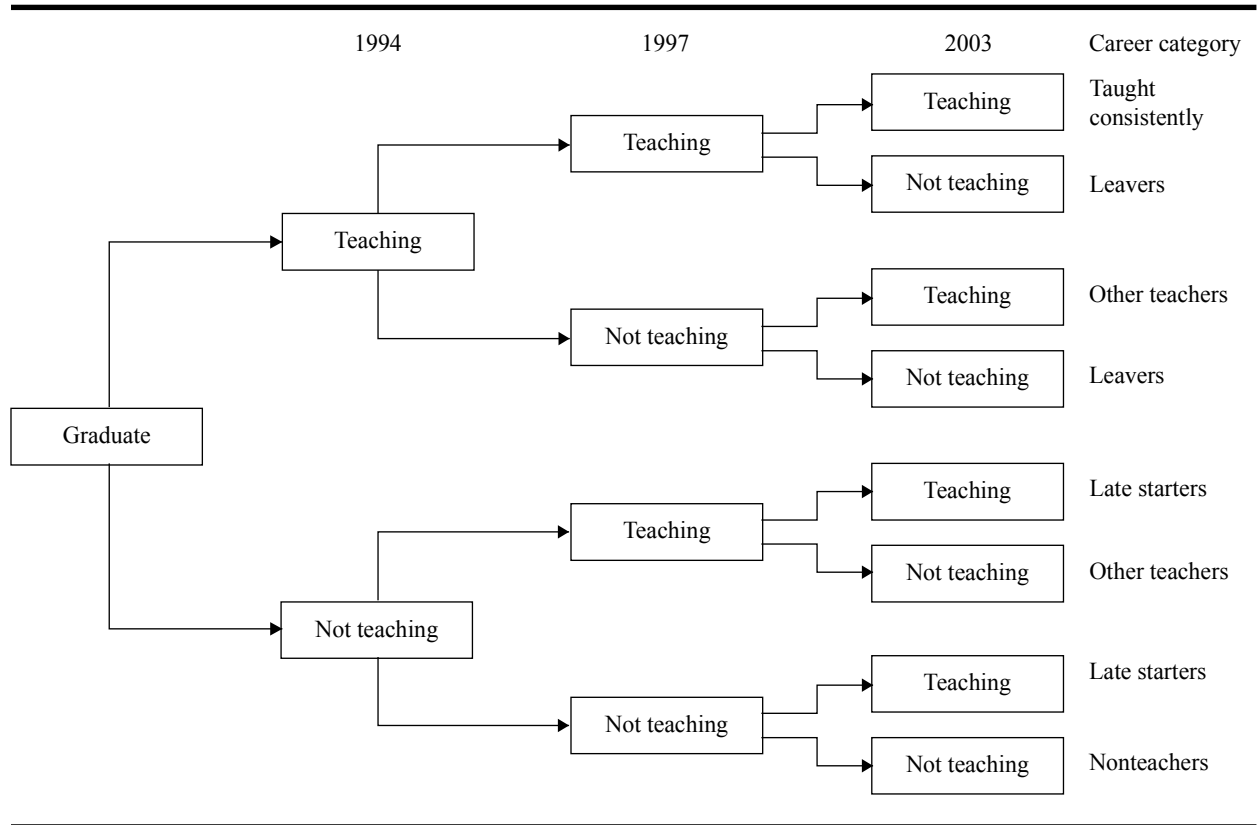 1994 1997 2003 Career category
Teaching Taught
consistently
Teaching
Not teaching Leavers
Teaching
Teaching Other teachers
Not teaching
Not teaching Leavers
Graduate
Teaching Late starters
Teaching
Not teaching Other teachers
Not teaching
Teaching Late starters
Not teaching
Not teaching Nonteachers